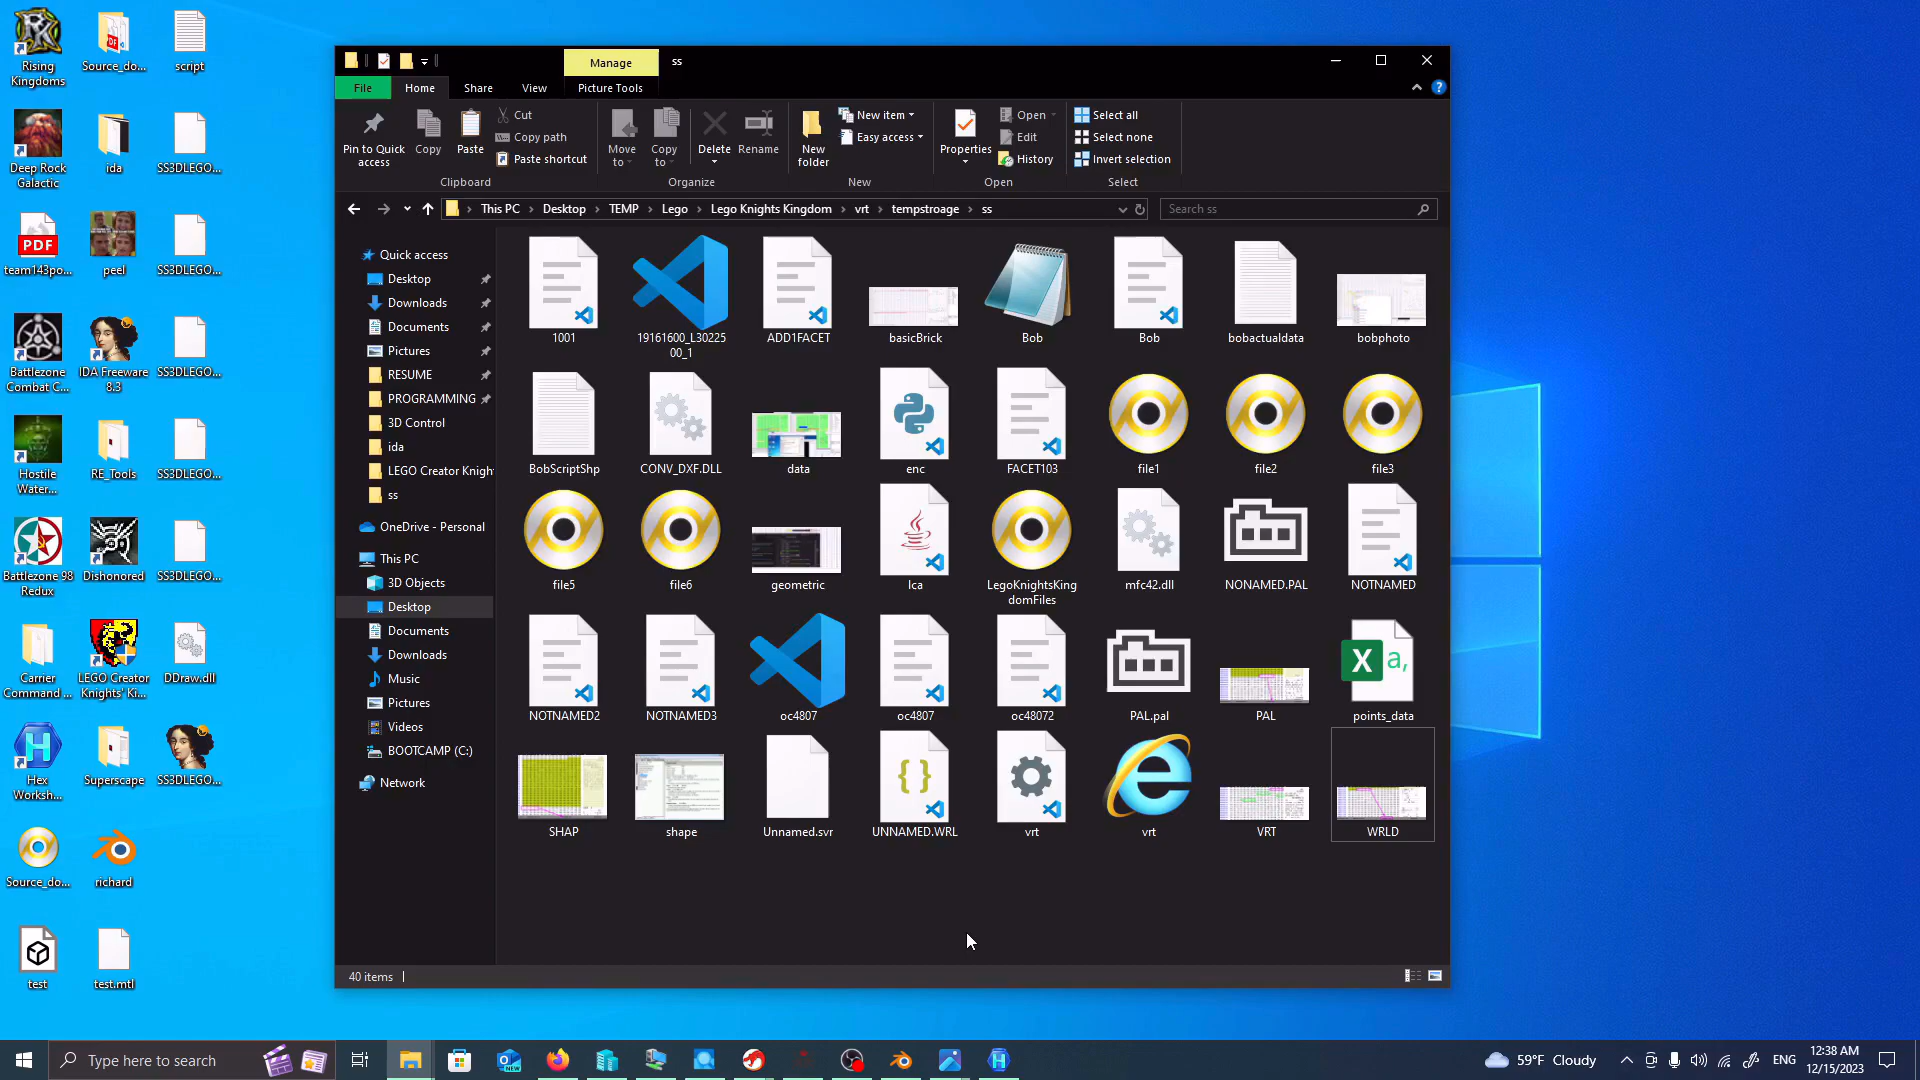 Rising
Kingdoms
Source_do...
script
Deep Rock
Galactic
ida
SS3DLEGO...
PDF
team143po...
peel
SS3DLEGO...
Battlezone
Combat C...
IDA Freeware
8.3
SS3DLEGO...
Hostile
Water...
RE_Tools
SS3DLEGO...
Battlezone 98
Redux
Dishonored
SS3DLEGO...
Carrier
Command ...
LEGO Creator
Knights' Ki...
DDraw.dll
Hex
Worksh...
Superscape
SS3DLEGO...
Source_do...
richard
test
test.mtl
Manage
ss
File
Home
Share
View
Picture Tools
Pin to Quick
access
Copy
Paste
Cut
Copy path
Paste shortcut
Clipboard
Move
to
Copy
to
Delete
Rename
Organize
New
folder
New item
Easy access
New
Properties
Open
Edit
History
Open
Select all
Select none
Invert selection
Select
This PC
Desktop
TEMP
Lego
Lego Knights Kingdom
vrt
tempstroage
ss
Search ss
Quick access
Desktop
Downloads
Documents
Pictures
RESUME
PROGRAMMING
3D Control
ida
LEGO Creator Knigh
ss
OneDrive - Personal
This PC
3D Objects
Desktop
Documents
Downloads
Music
Pictures
Videos
BOOTCAMP (C:)
Network
1001
19161600_L30225
00_1
ADD1FACET
basicBrick
Bob
Bob
bobactualdata
bobphoto
BobScriptShp
CONV_DXF.DLL
data
enc
FACET103
file1
file2
file3
file5
file6
geometric
lca
LegoKnightsKing
domFiles
mfc42.dll
NONAMED.PAL
NOTNAMED
NOTNAMED2
NOTNAMED3
oc4807
oc4807
oc48072
PAL.pal
PAL
points_data
SHAP
shape
Unnamed.svr
UNNAMED.WRL
vrt
vrt
VRT
WRLD
40 items
Type here to search
59°F Cloudy
ENG
12:38 AM
12/15/2023